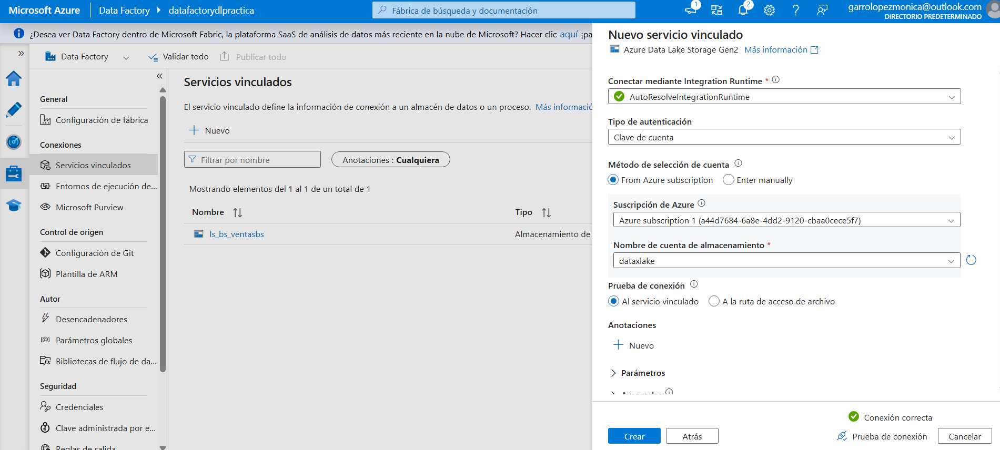 Microsoft Azure
Data Factory
datafactorydlpractica
Fábrica de búsqueda y documentación
1
2
garrolopezmonica@outlook.com
DIRECTORIO PREDETERMINADO
¿Desea ver Data Factory dentro de Microsoft Fabric, la plataforma SaaS de análisis de datos más reciente en la nube de Microsoft? Hacer clic aquí ¡pa
Data Factory
Validar todo
Publicar todo
General
Configuración de fábrica
Conexiones
Servicios vinculados
Entornos de ejecución de...
Microsoft Purview
Control de origen
Configuración de Git
Plantilla de ARM
Autor
Desencadenadores
Parámetros globales
Bibliotecas de flujo de da...
Seguridad
Credenciales
Clave administrada por e...
Reglas de salida
Servicios vinculados
El servicio vinculado define la información de conexión a un almacén de datos o un proceso. Más informació
Nuevo
Filtrar por nombre
Anotaciones : Cualquiera
Mostrando elementos del 1 al 1 de un total de 1
Nombre
Tipo
ls_bs_ventasbs
Almacenamiento de
Nuevo servicio vinculado
Azure Data Lake Storage Gen2 Más información
Conectar mediante Integration Runtime *
AutoResolveIntegrationRuntime
Tipo de autenticación
Clave de cuenta
Método de selección de cuenta
From Azure subscription
Enter manually
Suscripción de Azure
Azure subscription 1 (a44d7684-6a8e-4dd2-9120-cbaa0cece5f7)
Nombre de cuenta de almacenamiento *
dataxlake
Prueba de conexión
Al servicio vinculado
A la ruta de acceso de archivo
Anotaciones
Nuevo
Parámetros
Avanzados
Conexión correcta
Crear
Atrás
Prueba de conexión
Cancelar